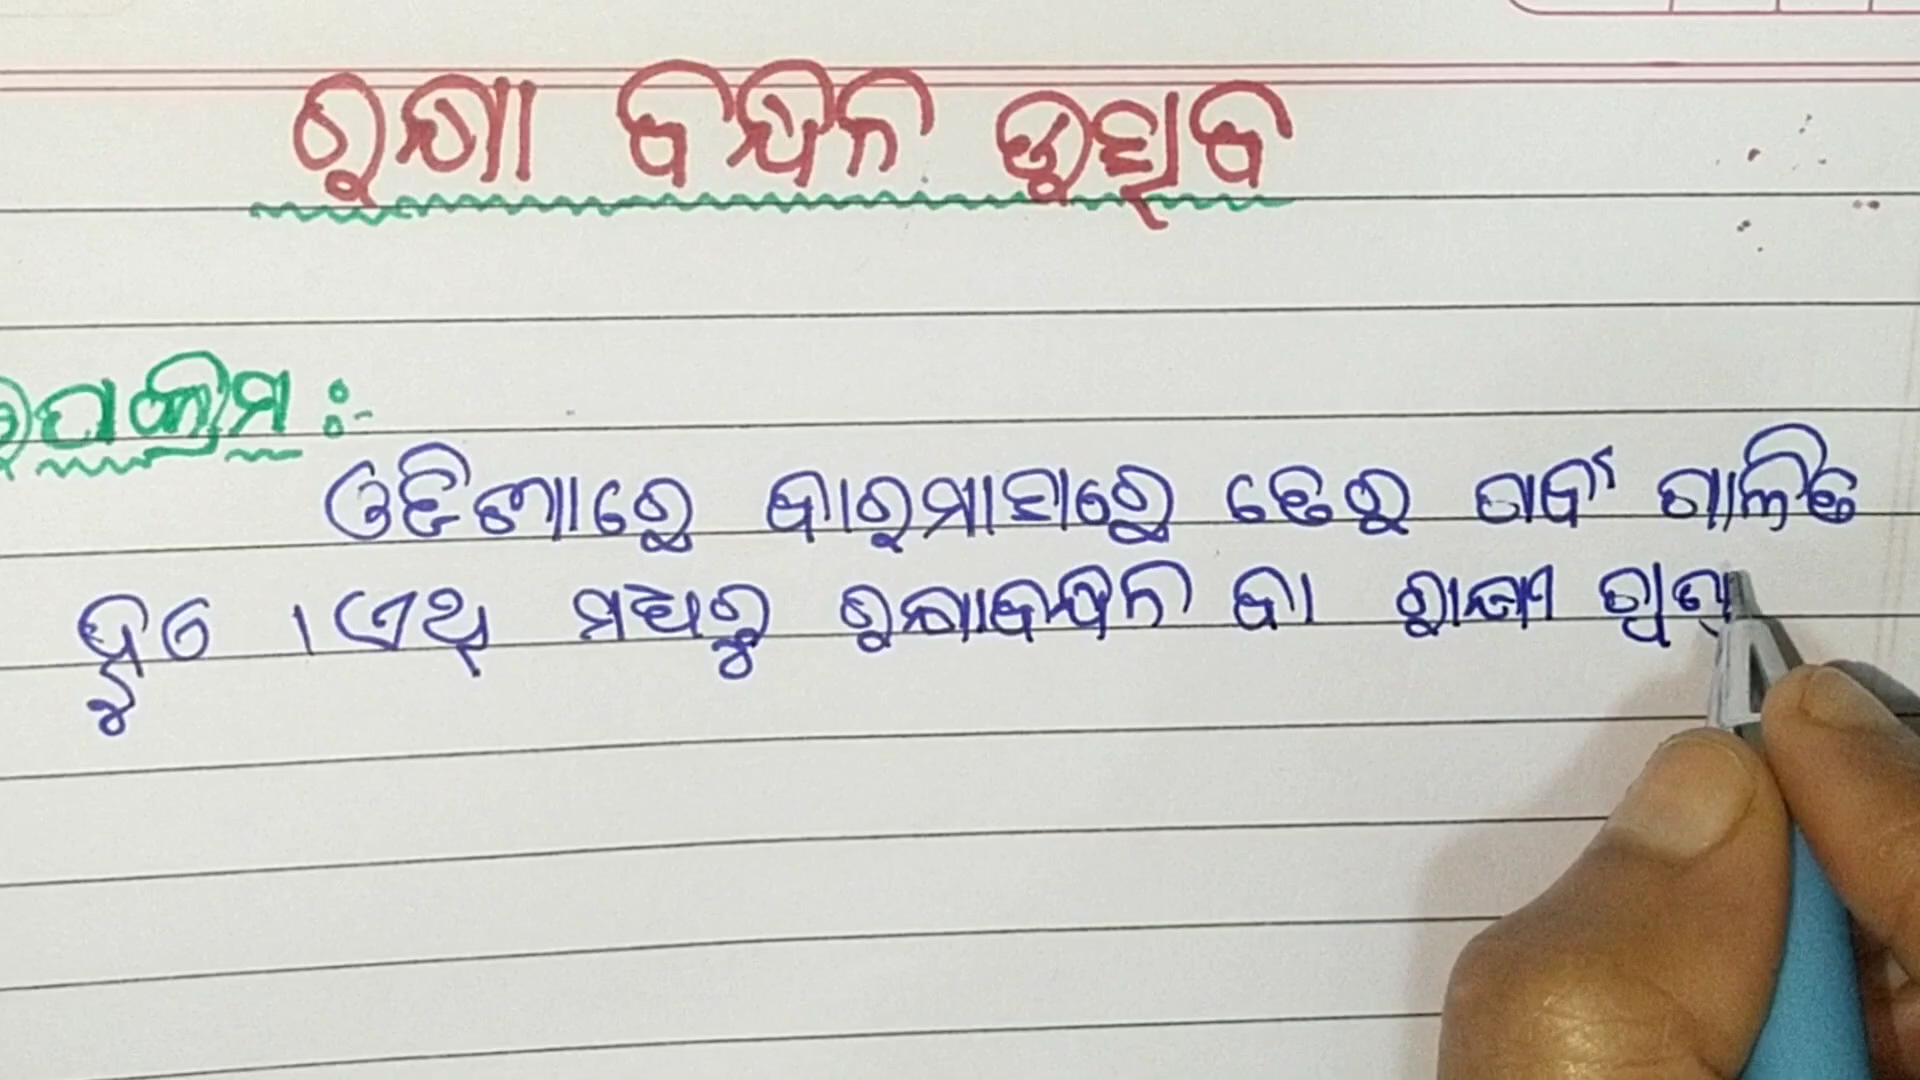 ରକ୍ଷା ବନ୍ଧନ ଉତ୍ସବ
ଉପକ୍ରମ :-
ଓଡ଼ିଶାରେ ବାରମାସରେ ତେର ପର୍ବ ପାଳିତ
ହୁଏ । ଏଥି ମଧ୍ୟରୁ ରକ୍ଷାବନ୍ଧନ ବା ରାକ୍ଷୀ